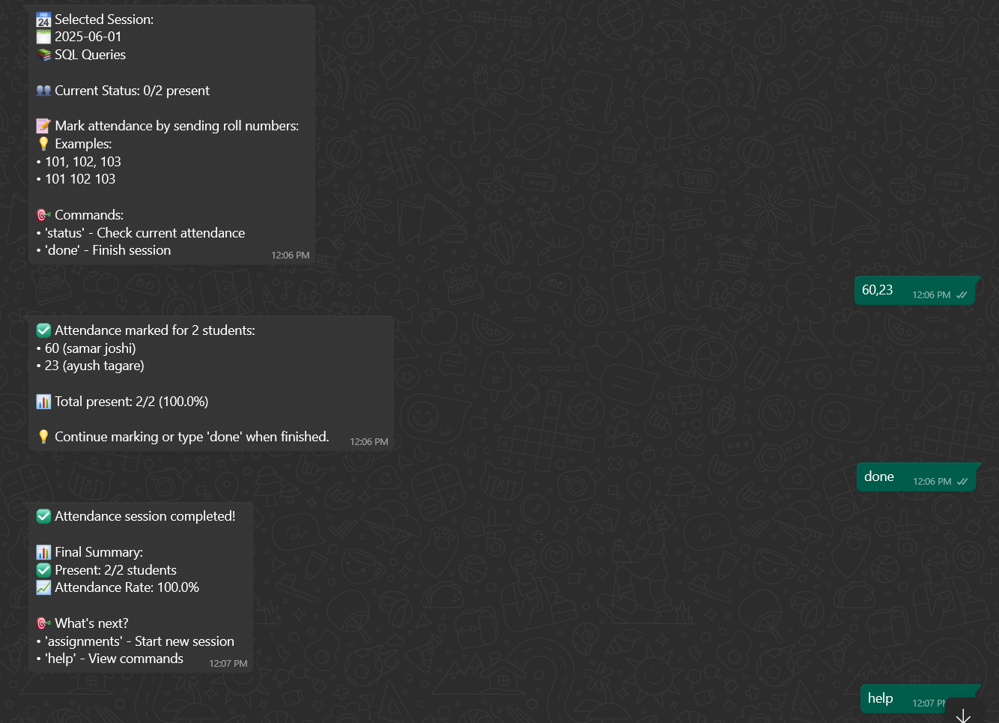 Selected Session:
2025-06-01
SQL Queries
Current Status: 0/2 present
Mark attendance by sending roll numbers:
Examples:
• 101, 102, 103
• 101 102 103
Commands:
• 'status' - Check current attendance
• 'done' - Finish session
12:06 PM
60,23
12:06 PM
Attendance marked for 2 students:
• 60 (samar joshi)
• 23 (ayush tagare)
Total present: 2/2 (100.0%)
Continue marking or type 'done' when finished.
12:06 PM
done
12:06 PM
Attendance session completed!
Final Summary:
Present: 2/2 students
Attendance Rate: 100.0%
What's next?
• 'assignments' - Start new session
• 'help' - View commands
12:07 PM
help
12:07